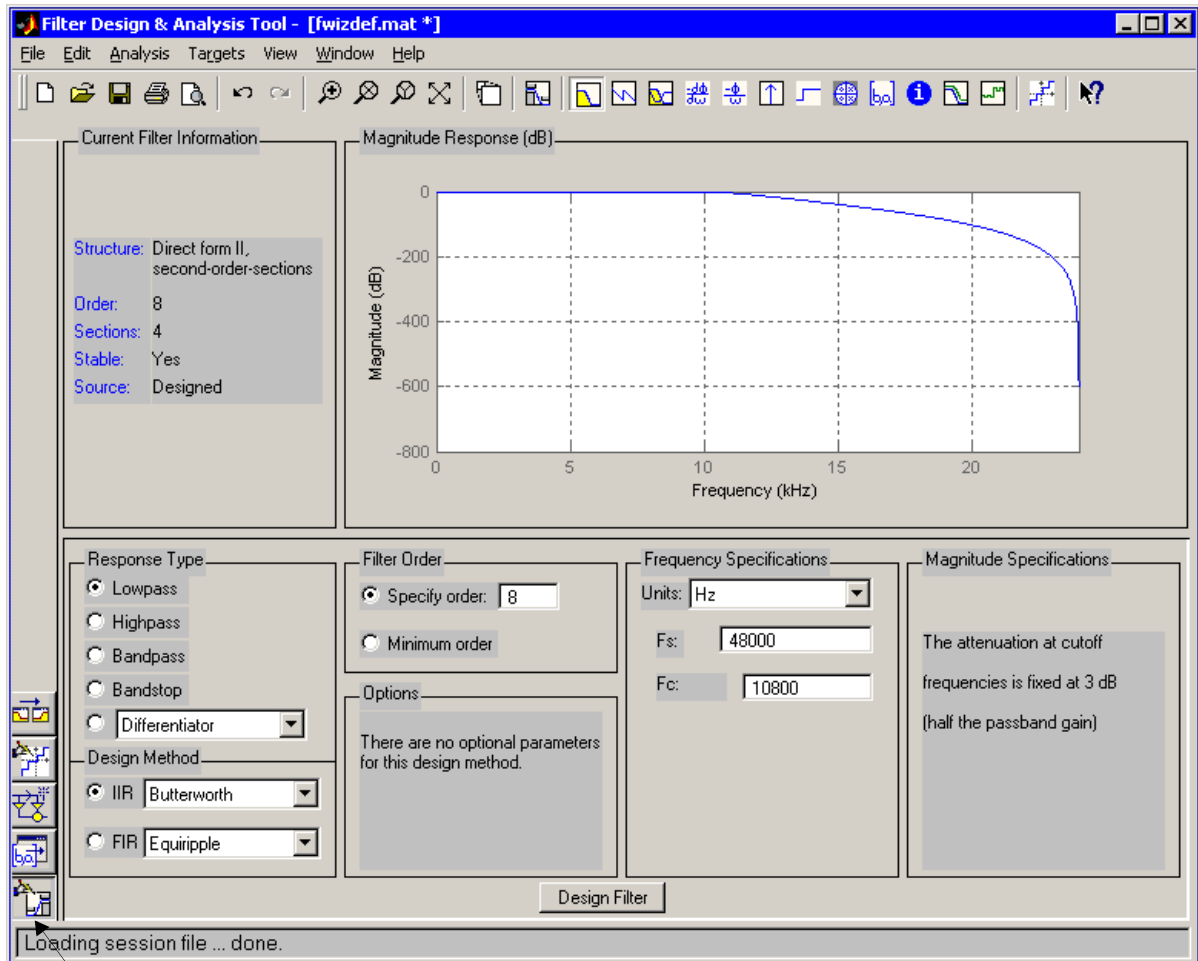 Filter Design & Analysis Tool - [fwizdef.mat *]
File Edit Analysis Targets View Window Help
Current Filter Information
Structure: Direct form II,
second-order-sections
Order: 8
Sections: 4
Stable: Yes
Source: Designed
Magnitude Response (dB)
0
-200
-400
-600
-800
Magnitude (dB)
0 5 10 15 20
Frequency (kHz)
Response Type
Lowpass
Highpass
Bandpass
Bandstop
Differentiator
Design Method
IIR Butterworth
FIR Equiripple
Filter Order
Specify order: 8
Minimum order
Options
There are no optional parameters
for this design method.
Frequency Specifications
Units: Hz
Fs: 48000
Fc: 10800
Magnitude Specifications
The attenuation at cutoff
frequencies is fixed at 3 dB
(half the passband gain)
Design Filter
Loading session file ... done.